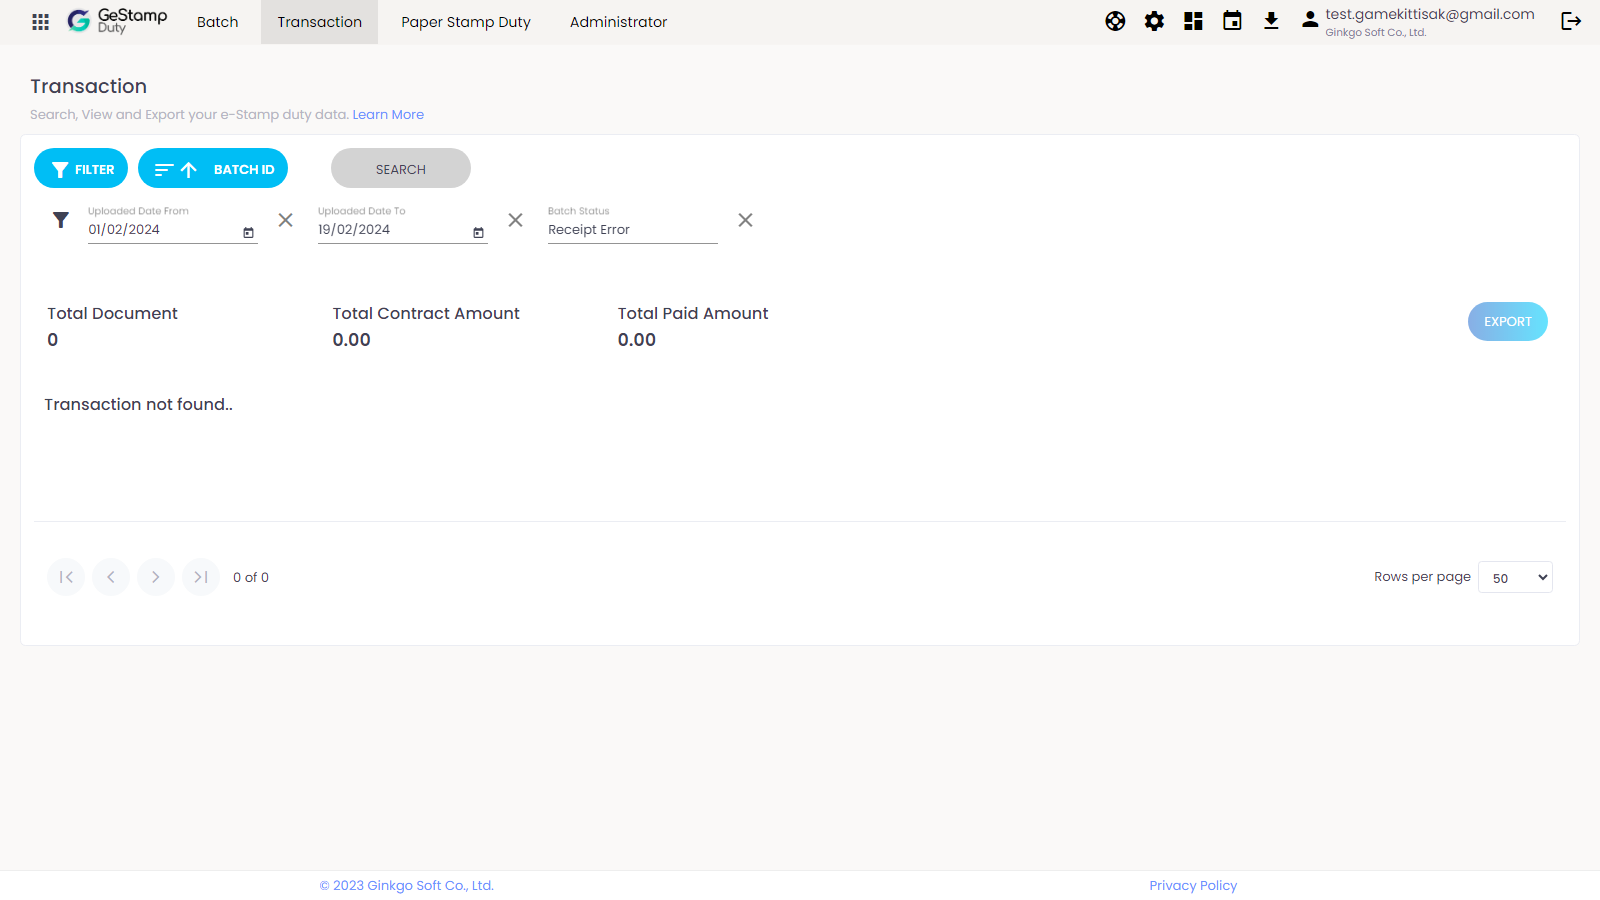 GeStamp
Duty
Batch
Transaction
Paper Stamp Duty
Administrator
test.gamekittisak@gmail.com
Ginkgo Soft Co., Ltd.
Transaction
Search, View and Export your e-Stamp duty data. Learn More
FILTER
BATCH ID
SEARCH
Uploaded Date From
01/02/2024
Uploaded Date To
19/02/2024
Batch Status
Receipt Error
Total Document
0
Total Contract Amount
0.00
Total Paid Amount
0.00
EXPORT
Transaction not found..
0 of 0
Rows per page
50
© 2023 Ginkgo Soft Co., Ltd.
Privacy Policy